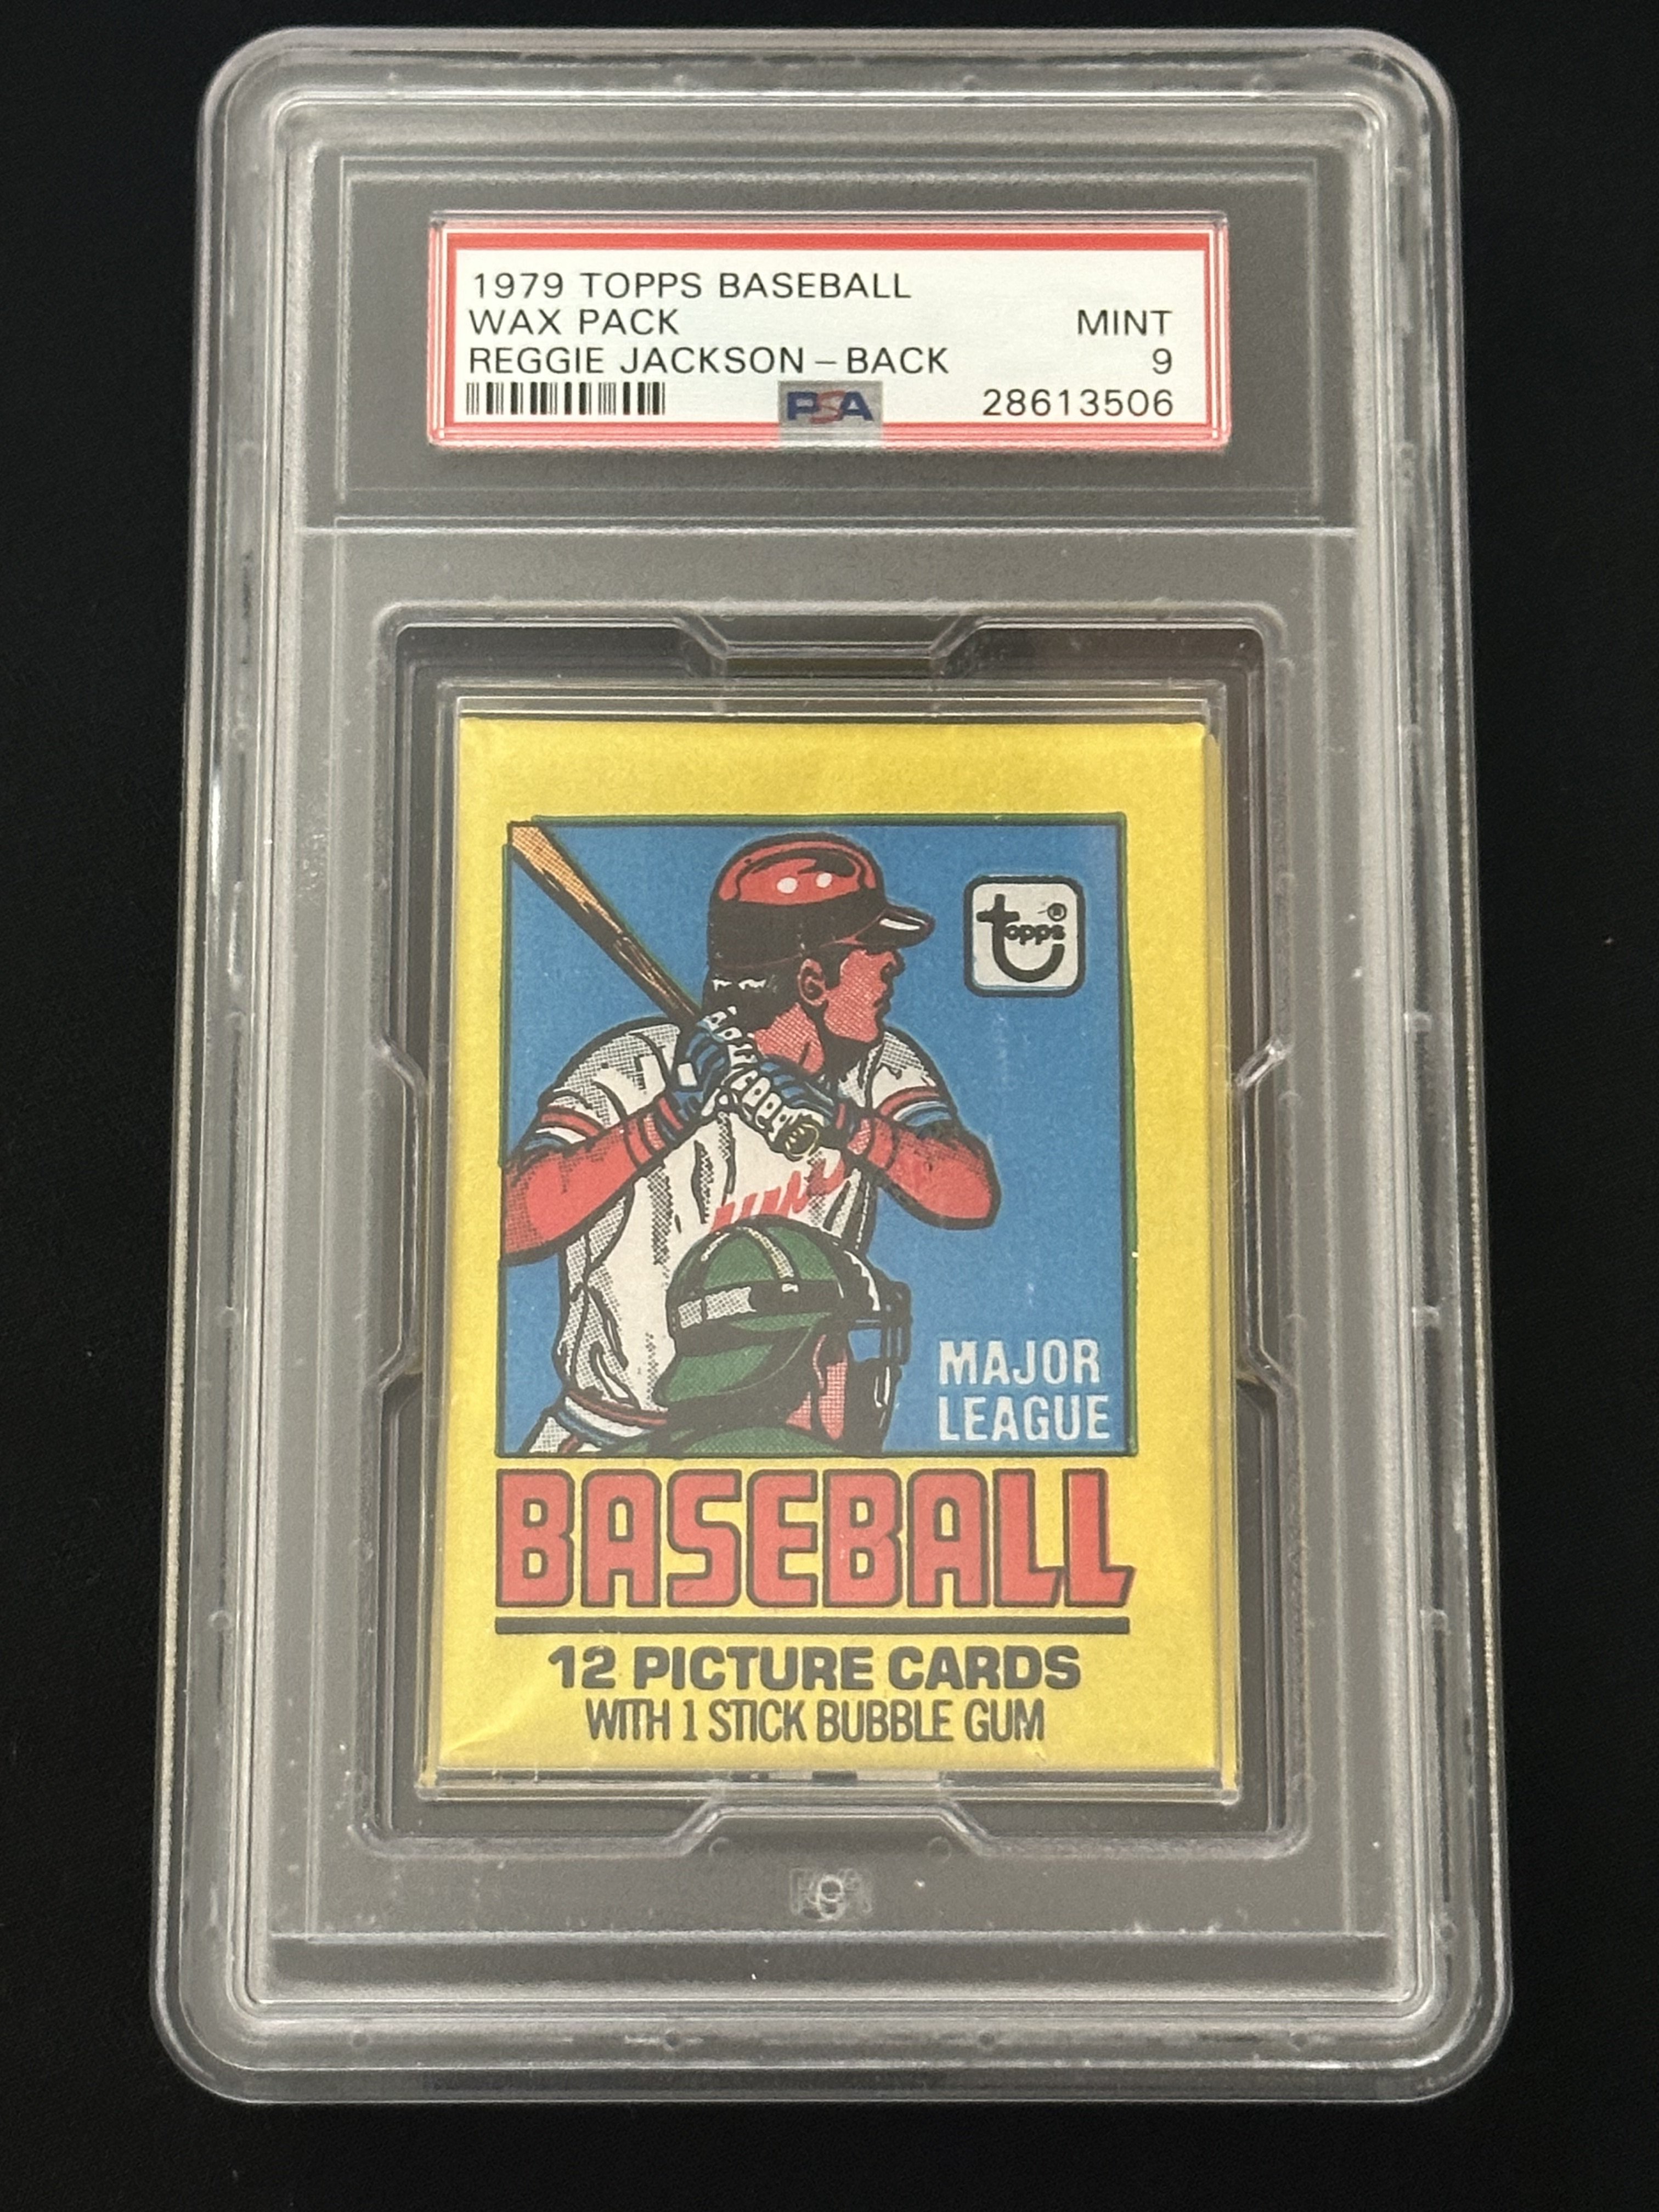 1979 TOPPS BASEBALL
WAX PACK MINT
REGGIE JACKSON – BACK 9
PSA 28613506
topps®
MAJOR
LEAGUE
BASEBALL
12 PICTURE CARDS
WITH 1 STICK BUBBLE GUM